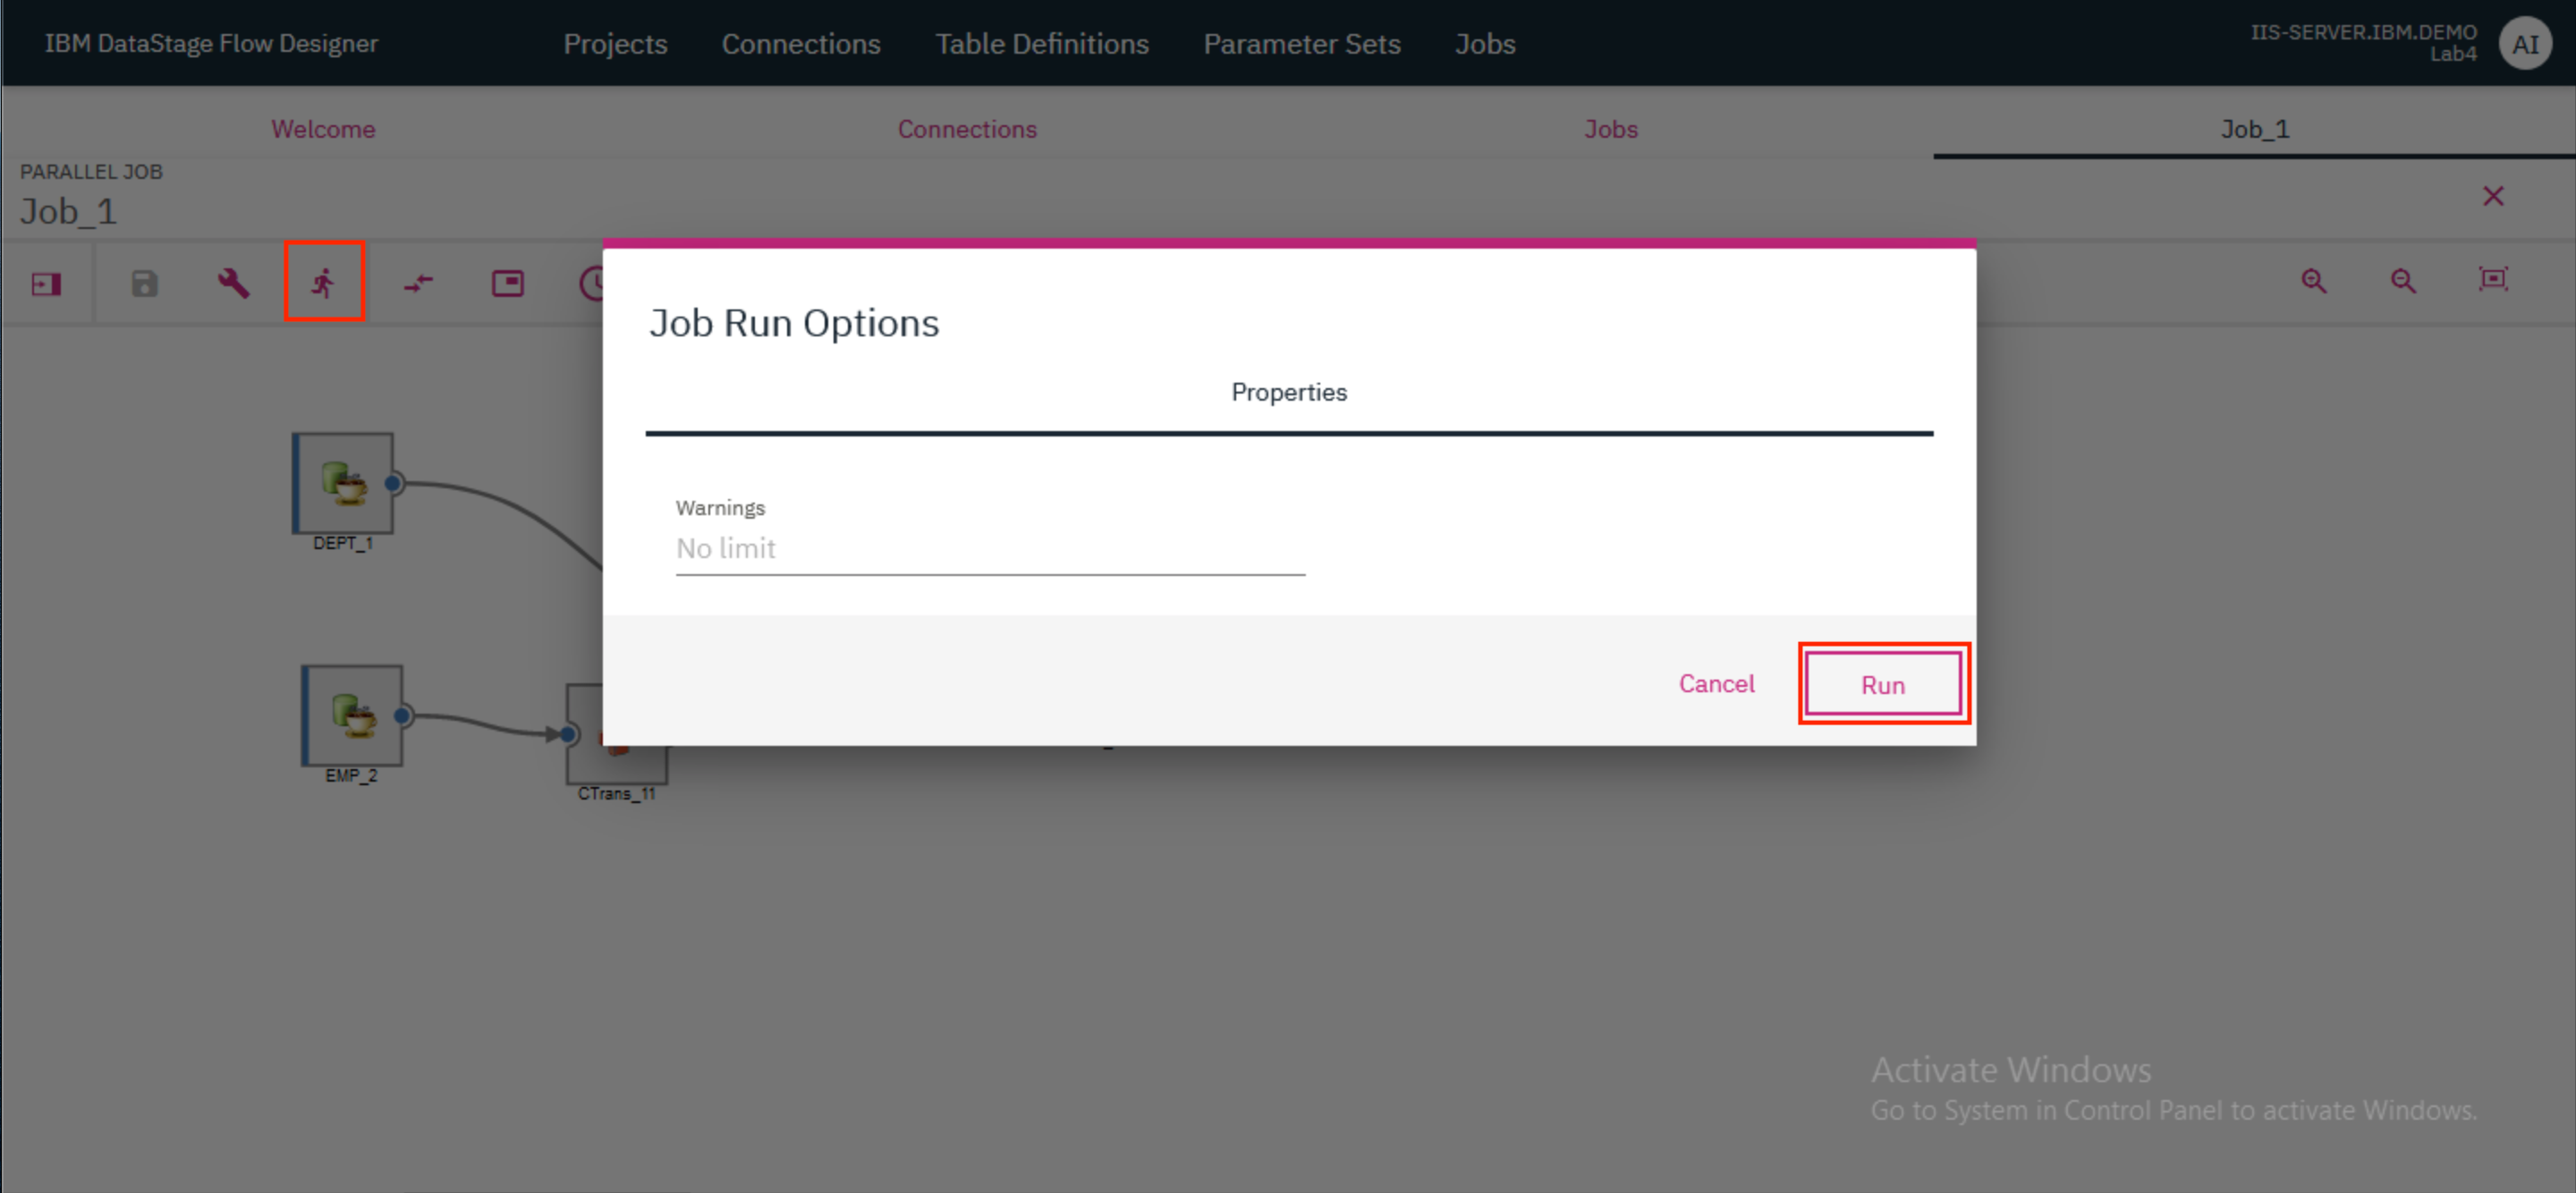 IBM DataStage Flow Designer
Projects
Connections
Table Definitions
Parameter Sets
Jobs
IIS-SERVER.IBM.DEMO
Lab4
AI
Welcome
Connections
Jobs
Job_1
PARALLEL JOB
Job_1
Job Run Options
Properties
Warnings
No limit
Cancel
Run
DEPT_1
EMP_2
CTrans_11
Activate Windows
Go to System in Control Panel to activate Windows.